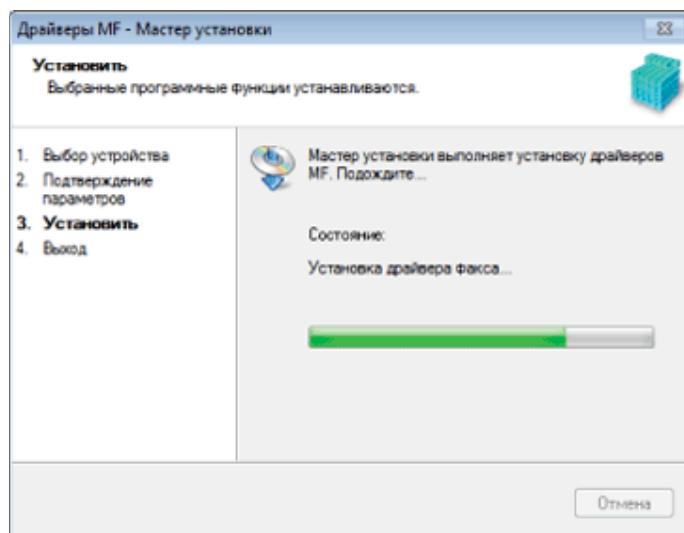 Драйверы MF - Мастер установки
Установить
Выбранные программные функции устанавливаются.
1. Выбор устройства
2. Подтверждение
параметров
3. Установить
4. Выход
Мастер установки выполняет установку драйверов
MF. Подождите...
Состояние:
Установка драйвера факса...
Отмена